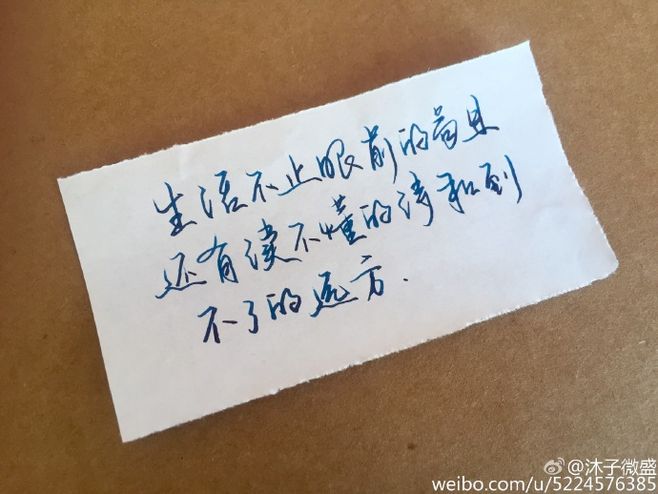 生活不止眼前的苟且
还有读不懂的诗和到
不了的远方.
@沐子微盛
weibo.com/u/5224576385